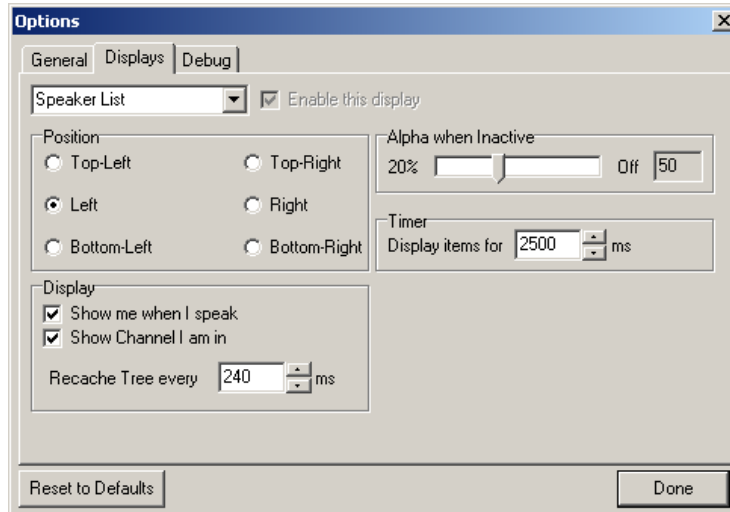 Options
General Displays Debug
Speaker List Enable this display
Position
Top-Left Top-Right
Left Right
Bottom-Left Bottom-Right
Alpha when Inactive
20% Off 50
Timer
Display items for 2500 ms
Display
Show me when I speak
Show Channel I am in
Recache Tree every 240 ms
Reset to Defaults Done